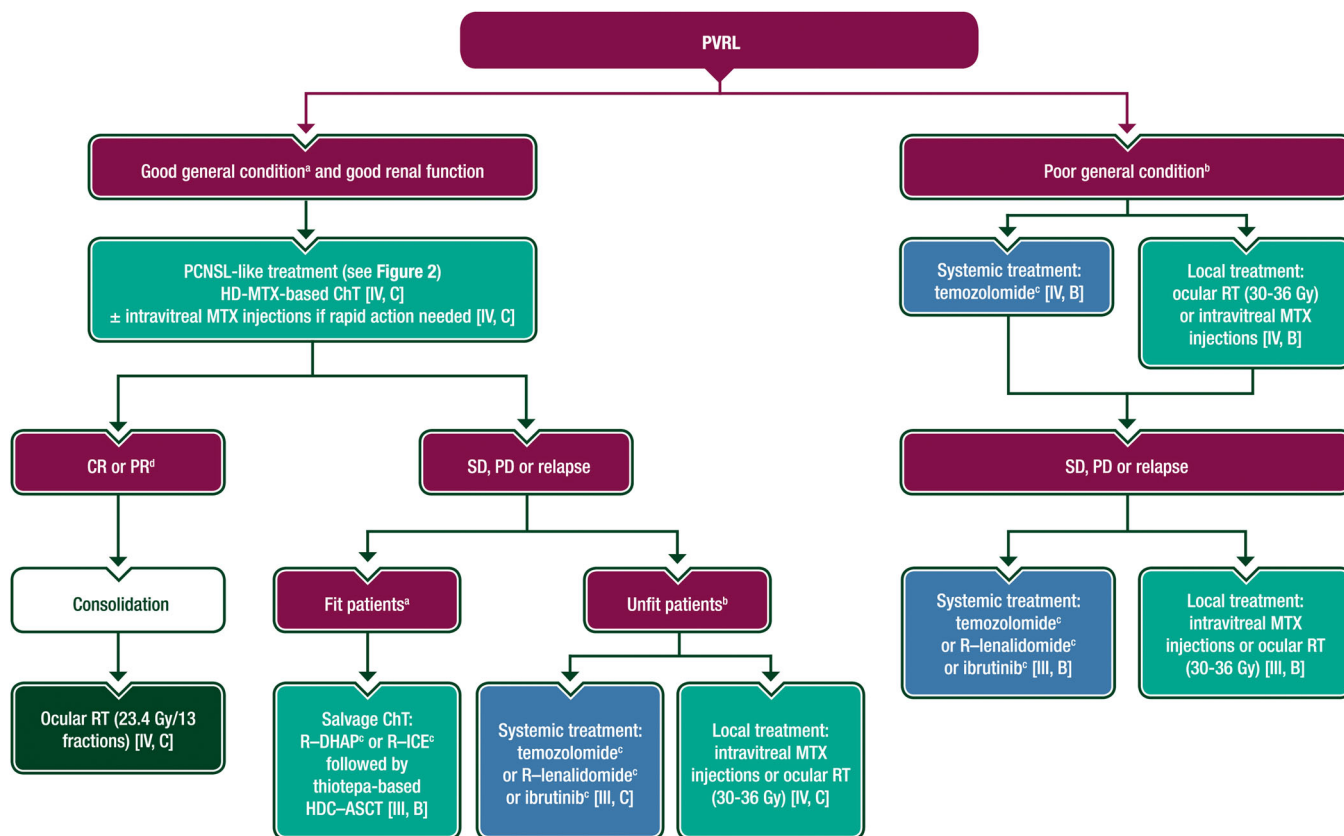 PVRL
Good general conditionᵃ and good renal function
Poor general conditionᵇ
PCNSL-like treatment (see Figure 2)
HD-MTX-based ChT [IV, C]
± intravitreal MTX injections if rapid action needed [IV, C]
Systemic treatment:
temozolomideᶜ [IV, B]
Local treatment:
ocular RT (30-36 Gy)
or intravitreal MTX
injections [IV, B]
CR or PRᵈ
SD, PD or relapse
SD, PD or relapse
Consolidation
Fit patientsᵃ
Unfit patientsᵇ
Systemic treatment:
temozolomideᶜ
or R–lenalidomideᶜ
or ibrutinibᶜ [III, B]
Local treatment:
intravitreal MTX
injections or ocular RT
(30-36 Gy) [III, B]
Ocular RT (23.4 Gy/13
fractions) [IV, C]
Salvage ChT:
R–DHAPᶜ or R–ICEᶜ
followed by
thiotepa-based
HDC–ASCT [III, B]
Systemic treatment:
temozolomideᶜ
or R–lenalidomideᶜ
or ibrutinibᶜ [III, C]
Local treatment:
intravitreal MTX
injections or ocular RT
(30-36 Gy) [IV, C]